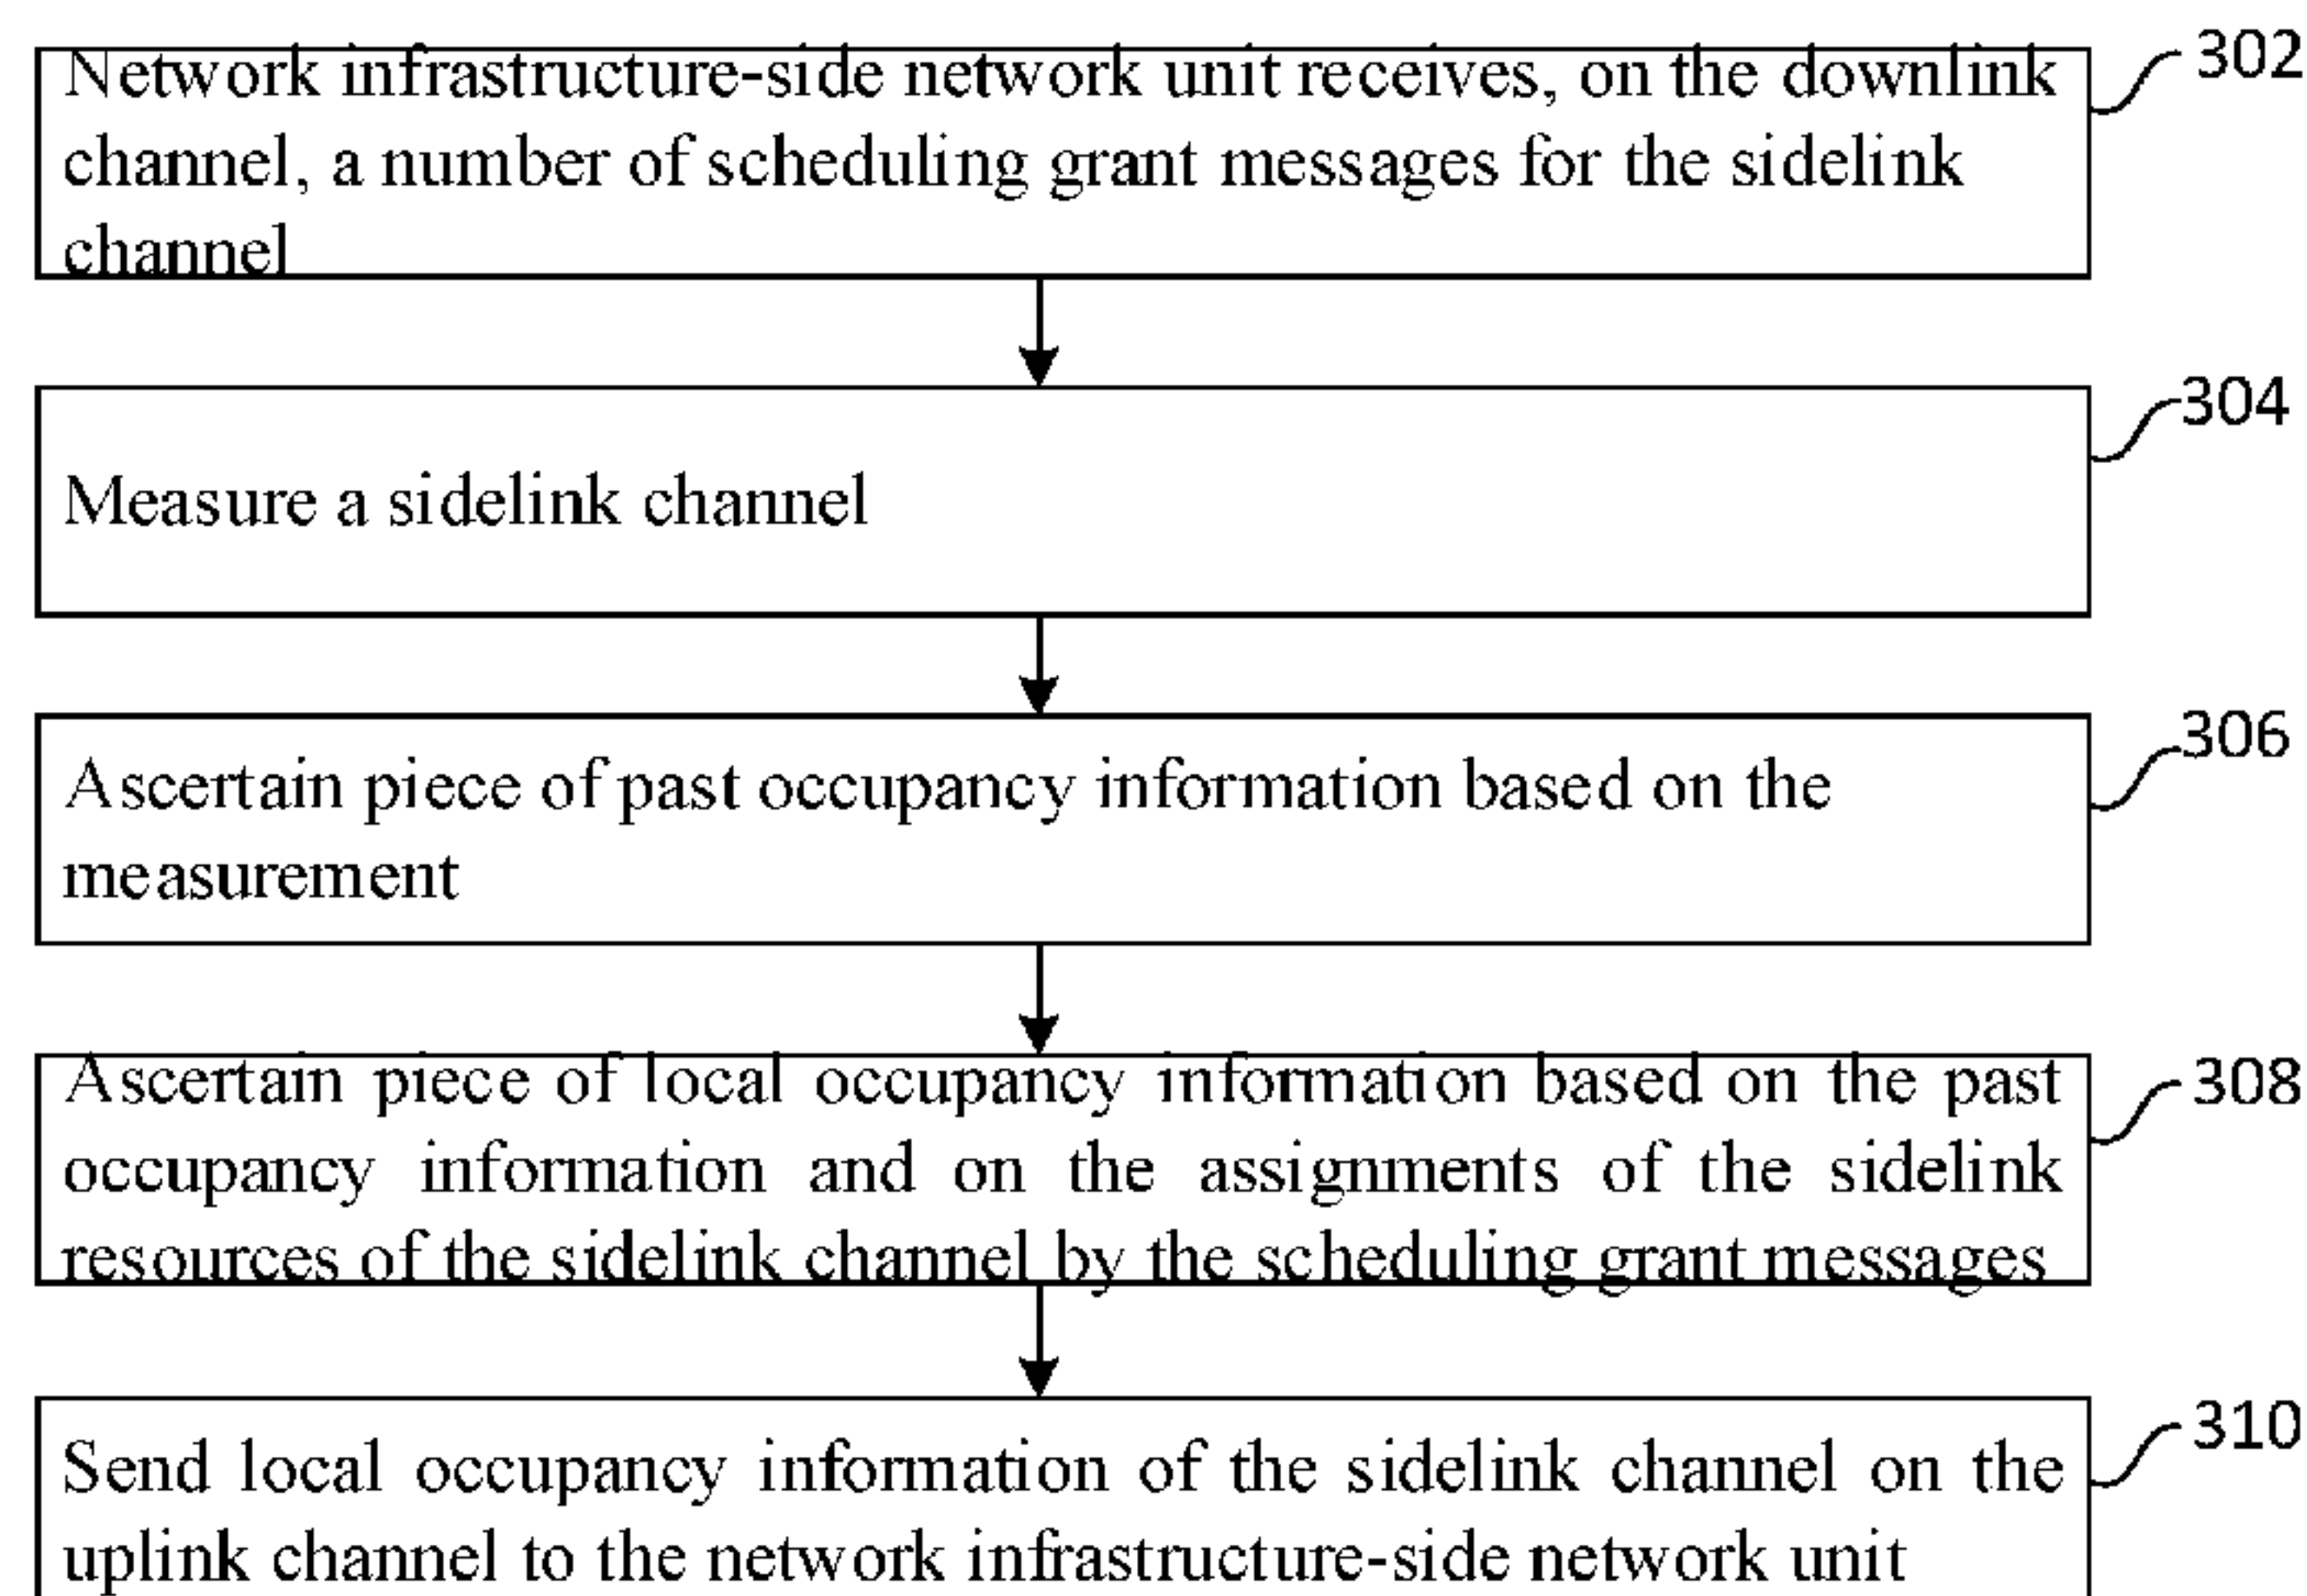 Network infrastructure-side network unit receives, on the downlink
channel, a number of scheduling grant messages for the sidelink
channel
302
Measure a sidelink channel
304
Ascertain piece of past occupancy information based on the
measurement
306
Ascertain piece of local occupancy information based on the past
occupancy information and on the assignments of the sidelink
resources of the sidelink channel by the scheduling grant messages
308
Send local occupancy information of the sidelink channel on the
uplink channel to the network infrastructure-side network unit
310